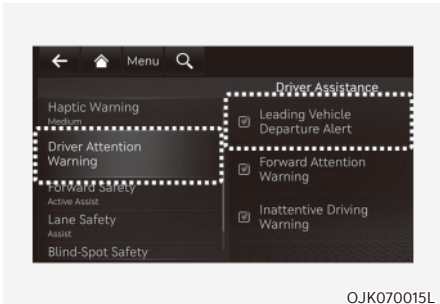 Menu
Driver Assistance
Haptic Warning
Medium
Driver Attention
Warning
Forward Safety
Active Assist
Lane Safety
Assist
Blind-Spot Safety
Leading Vehicle
Departure Alert
Forward Attention
Warning
Inattentive Driving
Warning
OJK070015L